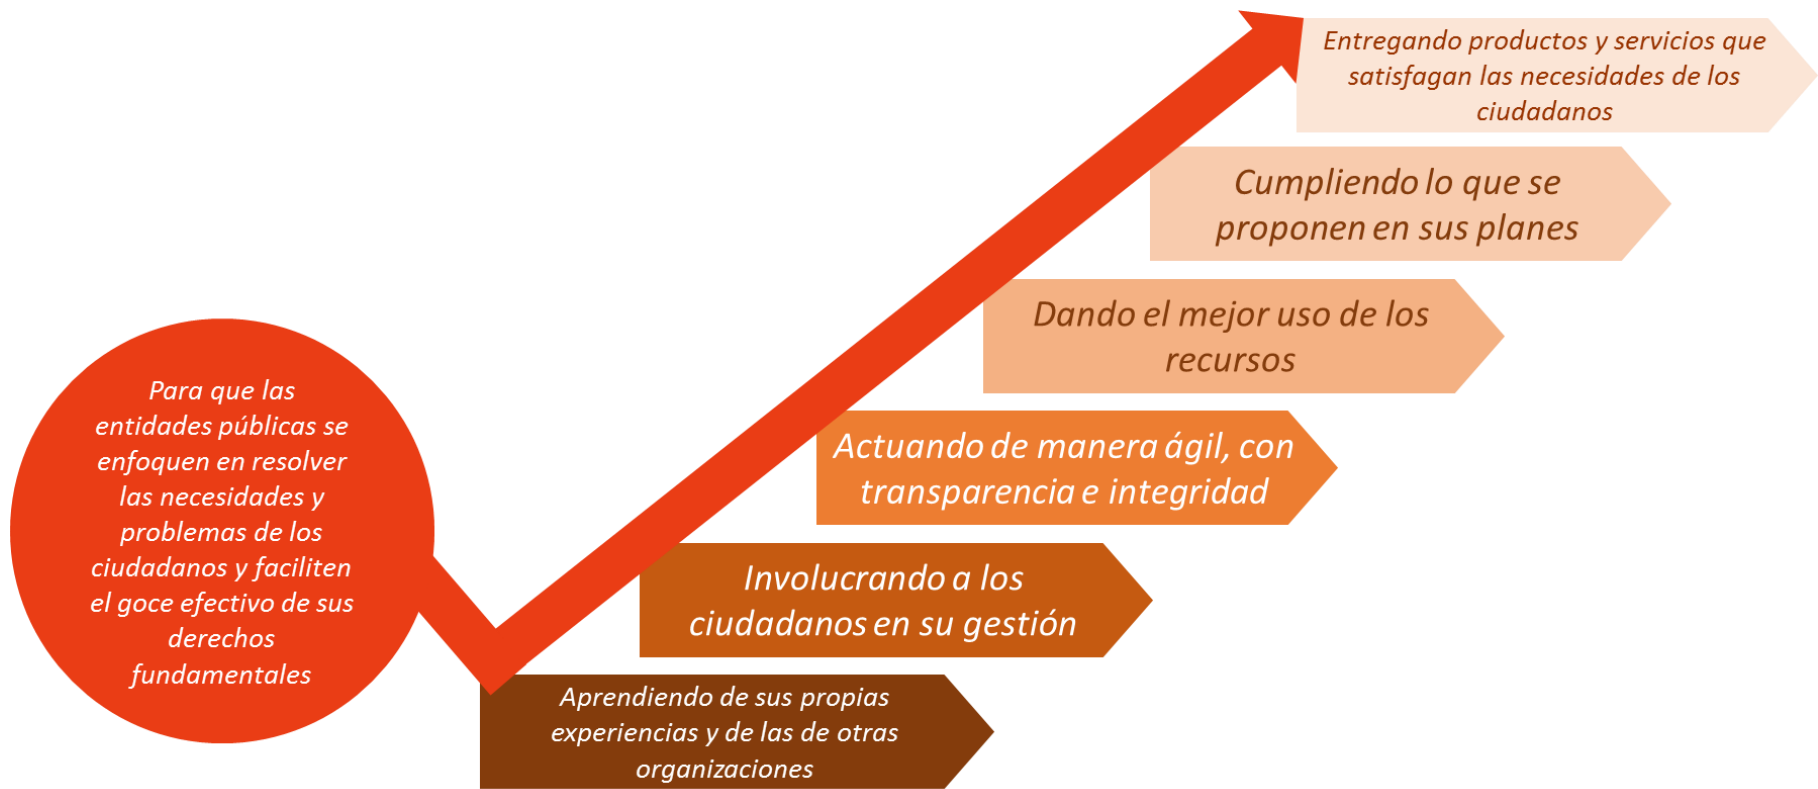 Para que las
entidades públicas se
enfoquen en resolver
las necesidades y
problemas de los
ciudadanos y faciliten
el goce efectivo de sus
derechos
fundamentales
Entregando productos y servicios que
satisfagan las necesidades de los
ciudadanos
Cumpliendo lo que se
proponen en sus planes
Dando el mejor uso de los
recursos
Actuando de manera ágil, con
transparencia e integridad
Involucrando a los
ciudadanos en su gestión
Aprendiendo de sus propias
experiencias y de las de otras
organizaciones